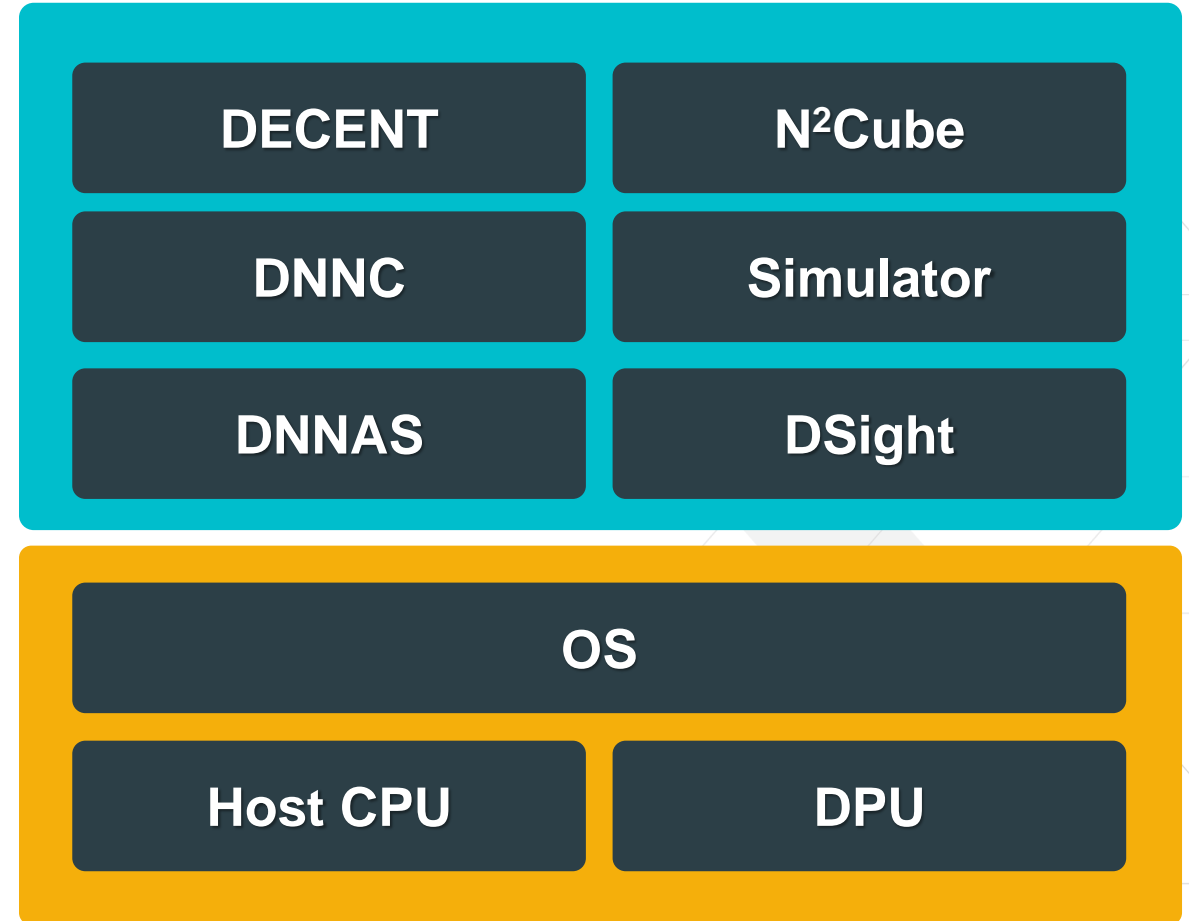 DECENT
N²Cube
DNNC
Simulator
DNNAS
DSight
OS
Host CPU
DPU